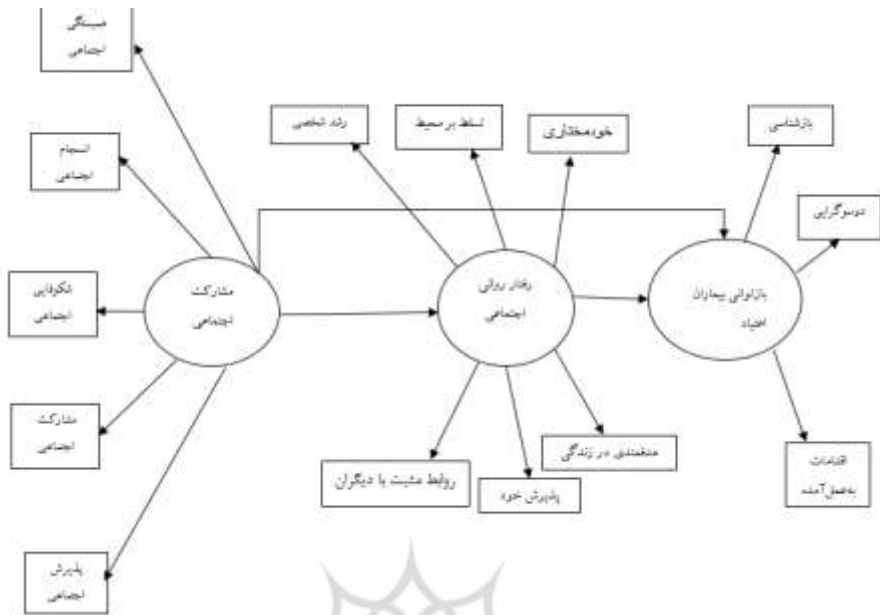 همبستگی
اجتماعی
رشد شخصی
تسلط بر محیط
خودمختاری
بازشناسی
انسجام
اجتماعی
دوسوگرایی
شکوفایی
اجتماعی
مشارکت
اجتماعی
رفتار روانی
اجتماعی
بازتوانی بیماران
اعتیاد
مشارکت
اجتماعی
روابط مثبت با دیگران
پذیرش خود
هدفمندی در زندگی
اقدامات
به‌عمل‌آمده
پذیرش
اجتماعی